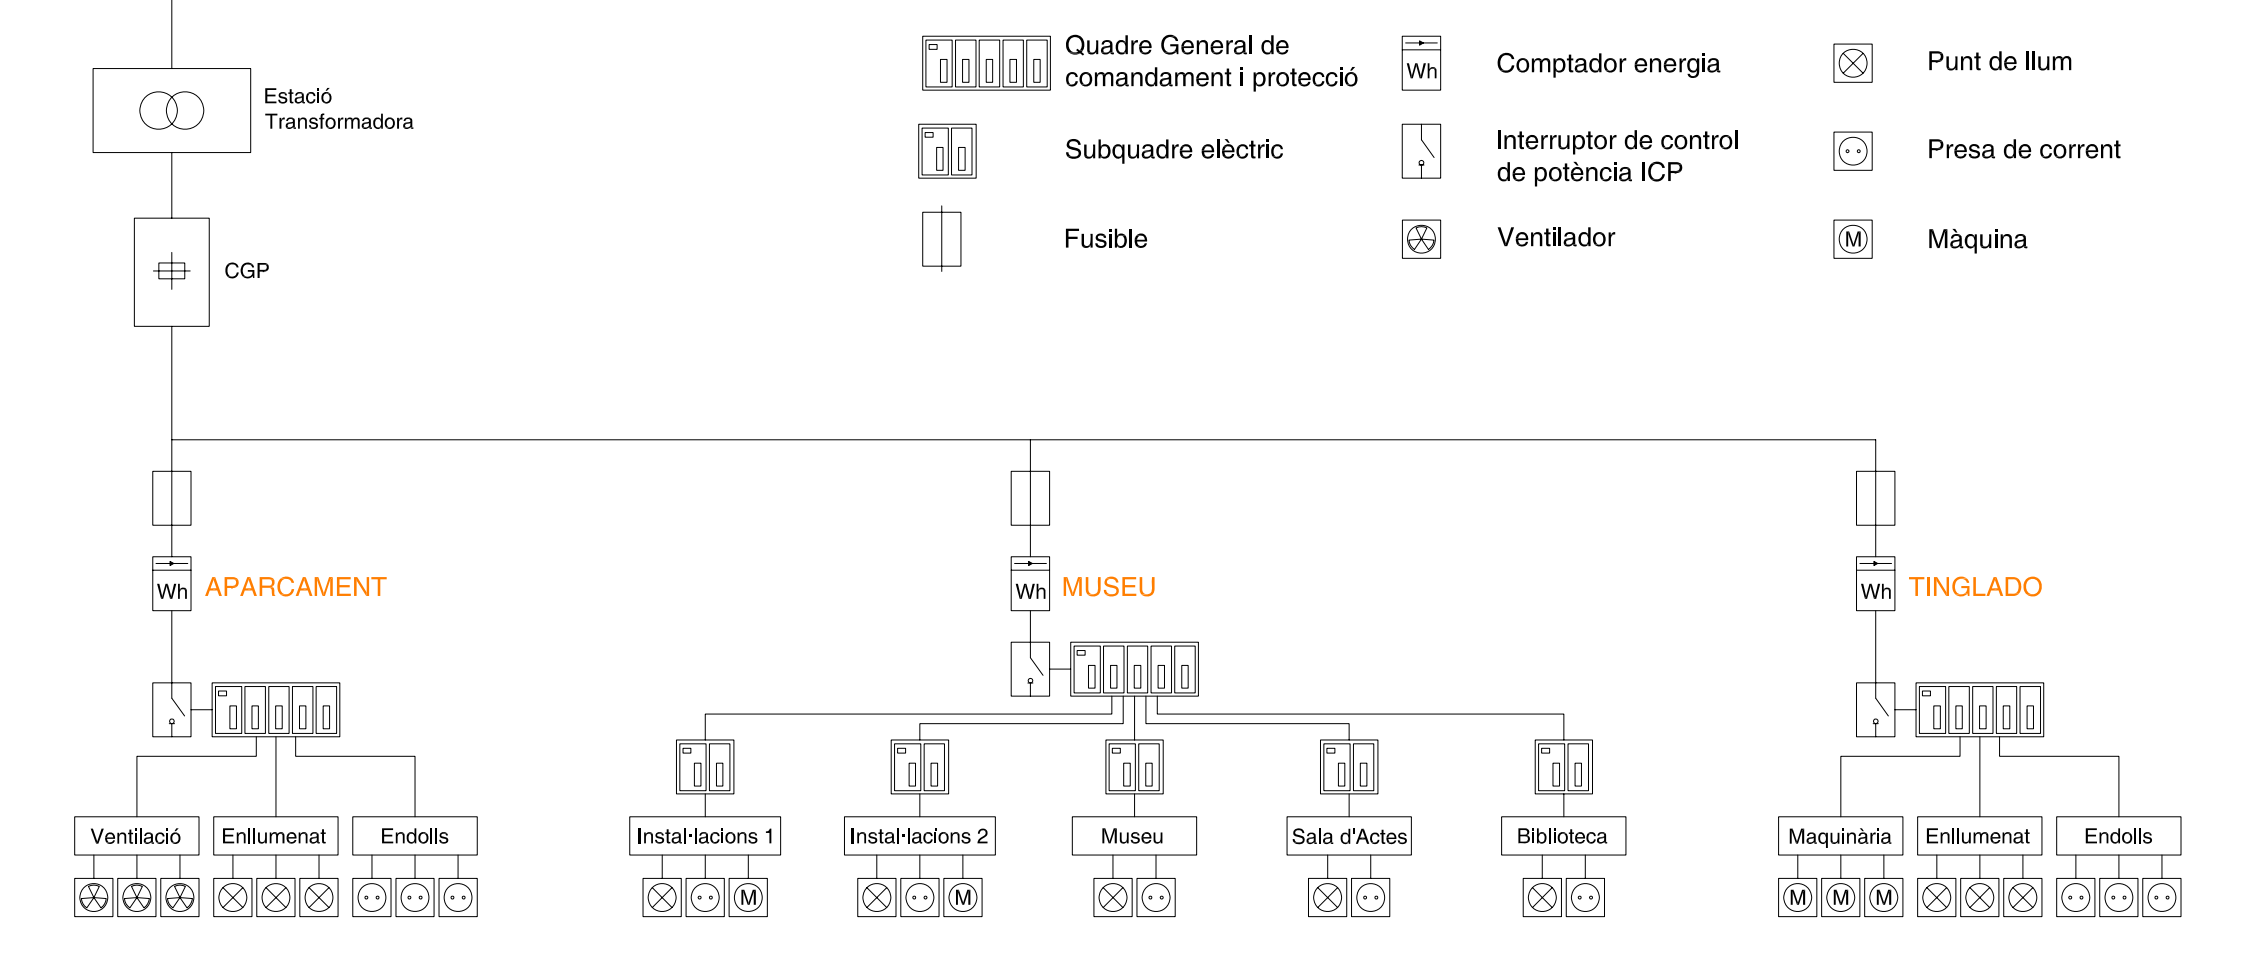 Estació
Transformadora
CGP
Quadre General de
comandament i protecció
Subquadre elèctric
Fusible
Wh
Comptador energia
Interruptor de control
de potència ICP
Ventilador
Punt de llum
Presa de corrent
M
Màquina
Wh
APARCAMENT
Wh
MUSEU
Wh
TINGLADO
Ventilació
Enllumenat
Endolls
Instal·lacions 1
Instal·lacions 2
Museu
Sala d'Actes
Biblioteca
Maquinària
Enllumenat
Endolls
M
M
M
M
M